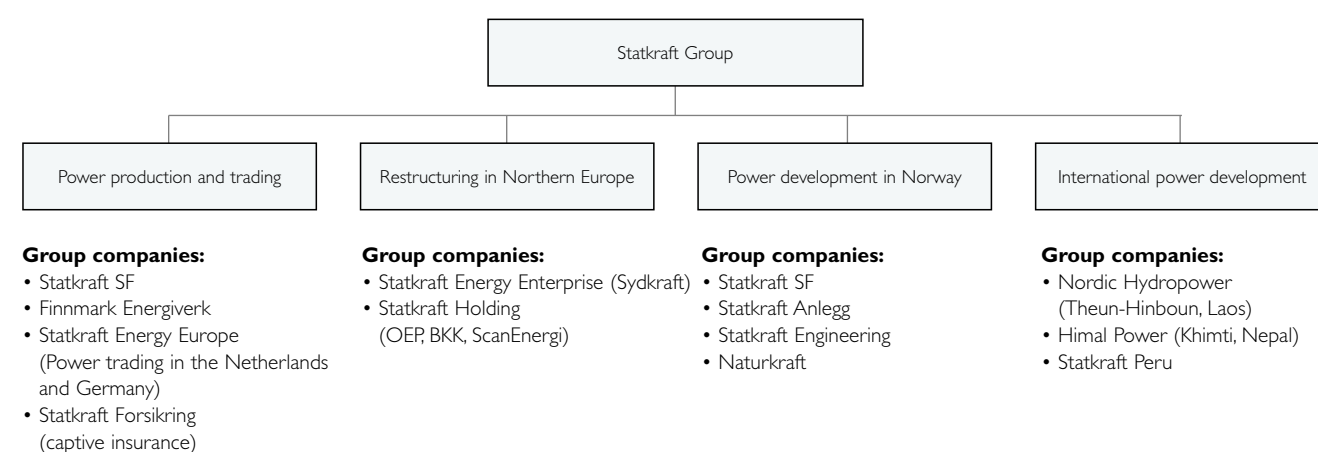 Statkraft Group
Power production and trading
Restructuring in Northern Europe
Power development in Norway
International power development
Group companies:
• Statkraft SF
• Finnmark Energiverk
• Statkraft Energy Europe
(Power trading in the Netherlands
and Germany)
• Statkraft Forsikring
(captive insurance)
Group companies:
• Statkraft Energy Enterprise (Sydkraft)
• Statkraft Holding
(OEP, BKK, ScanEnergi)
Group companies:
• Statkraft SF
• Statkraft Anlegg
• Statkraft Engineering
• Naturkraft
Group companies:
• Nordic Hydropower
(Theun-Hinboun, Laos)
• Himal Power (Khimti, Nepal)
• Statkraft Peru